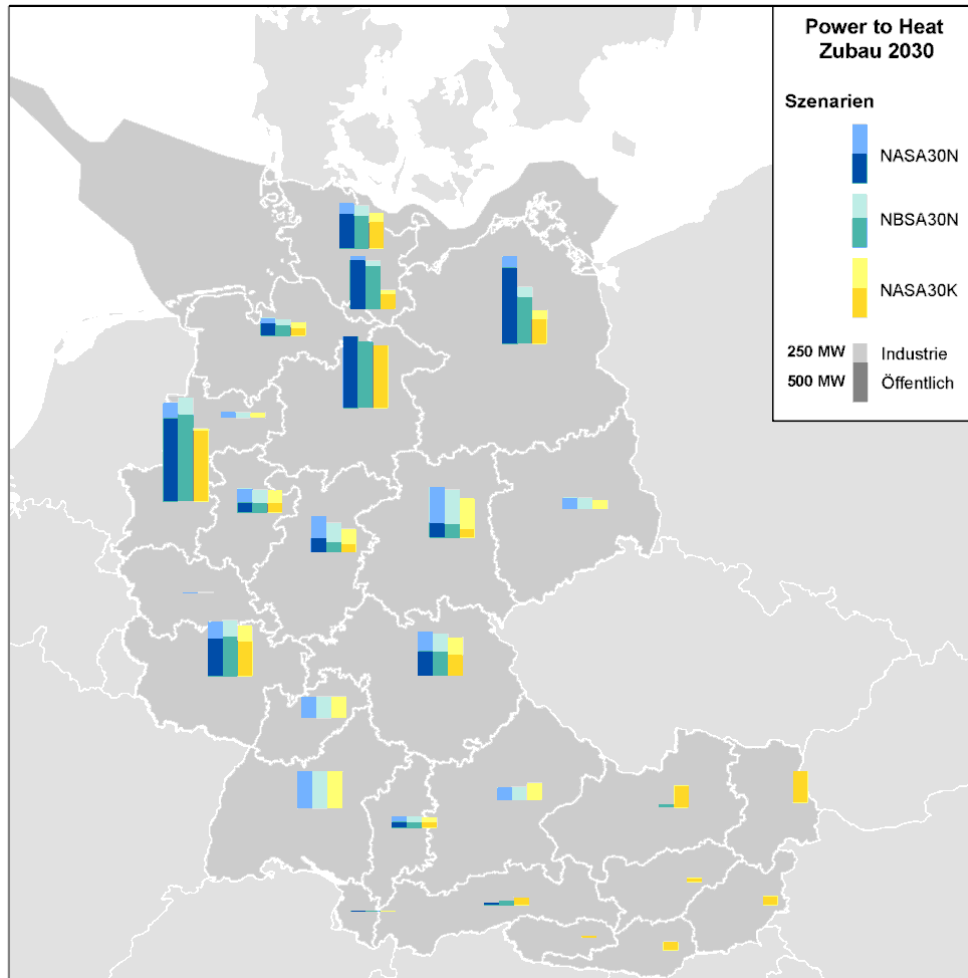 Power to Heat
Zubau 2030
Szenarien
NASA30N
NBSA30N
NASA30K
250 MW Industrie
500 MW Öffentlich